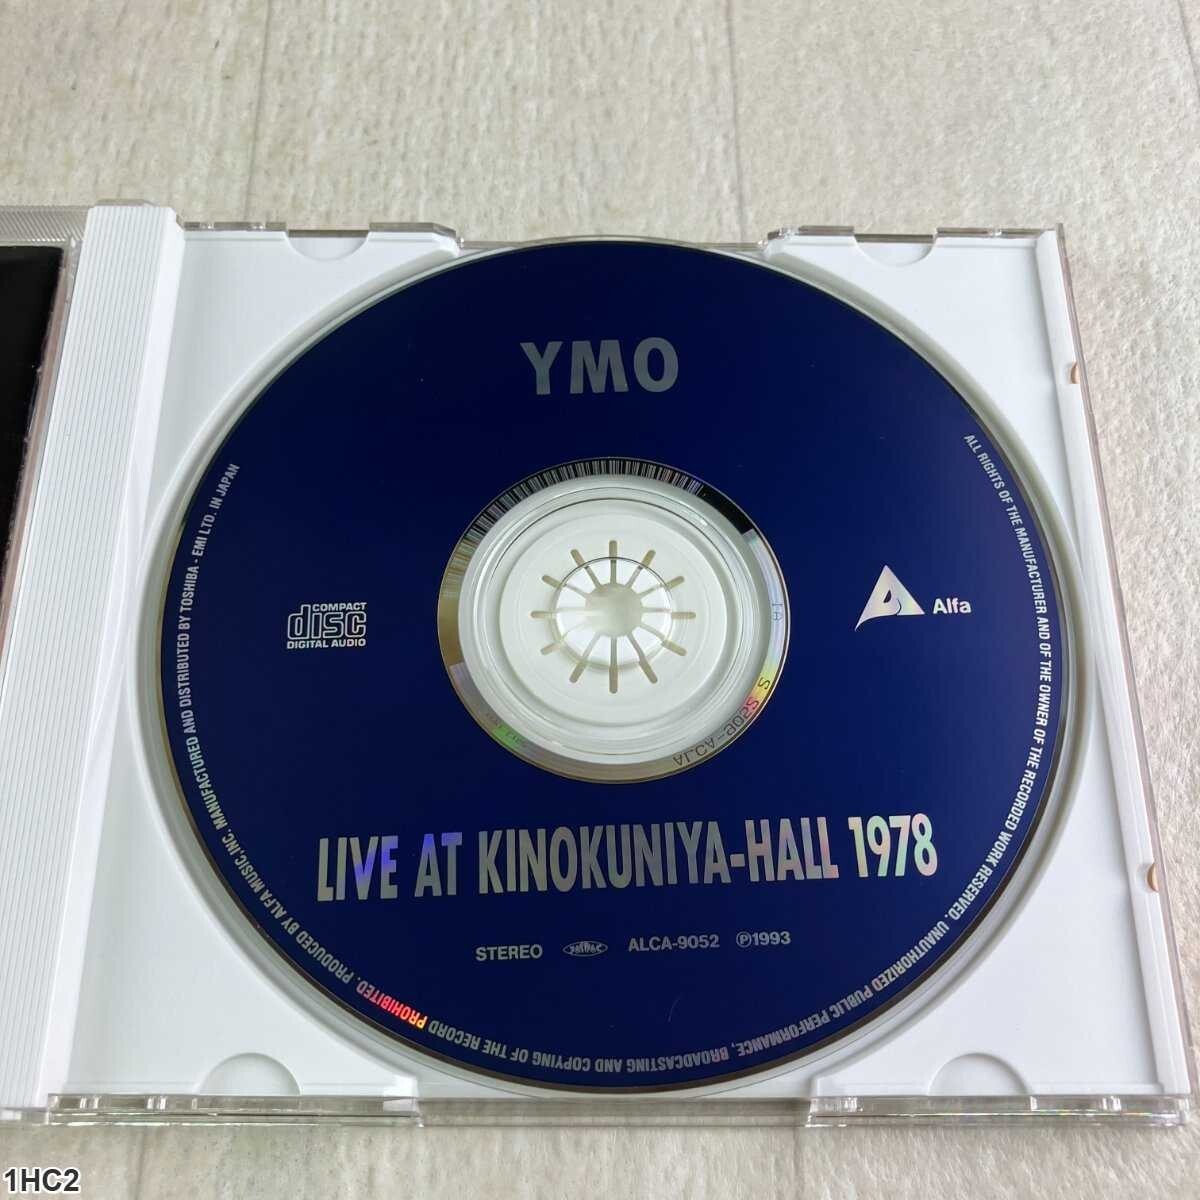 YMO
COMPACT
disc
DIGITAL AUDIO
Alfa
LIVE AT KINOKUNIYA-HALL 1978
STEREO
ALCA-9052 Ⓟ1993
ALL RIGHTS OF THE MANUFACTURER AND OF THE OWNER OF THE RECORDED WORK RESERVED. UNAUTHORIZED PUBLIC PERFORMANCE, BROADCASTING AND COPYING OF THE RECORD PROHIBITED. PRODUCED BY ALFA MUSIC, INC. MANUFACTURED AND DISTRIBUTED BY TOSHIBA - EMI LTD. IN JAPAN
1HC2